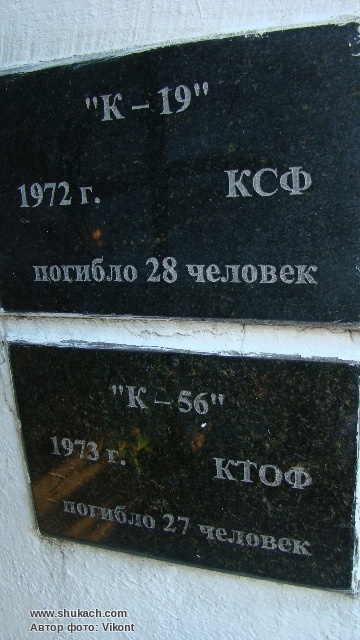 "К – 19"
1972 г. КСФ
погибло 28 человек
"К – 56"
1973 г. КТОФ
погибло 27 человек
www.shukach.com
Автор фото: Vikont